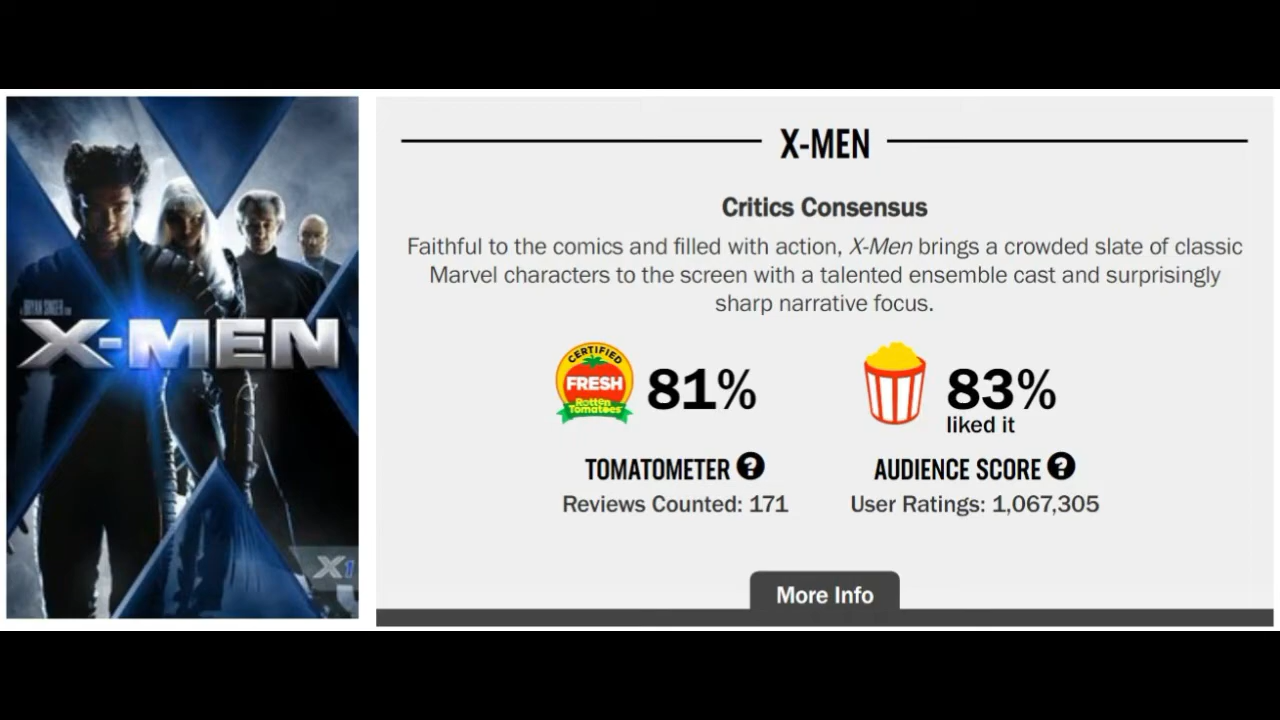 X-MEN
X1
X-MEN
Critics Consensus
Faithful to the comics and filled with action, X-Men brings a crowded slate of classic
Marvel characters to the screen with a talented ensemble cast and surprisingly
sharp narrative focus.
CERTIFIED
FRESH
Rotten
Tomatoes
81%
83%
liked it
TOMATOMETER ?
AUDIENCE SCORE ?
Reviews Counted: 171
User Ratings: 1,067,305
More Info